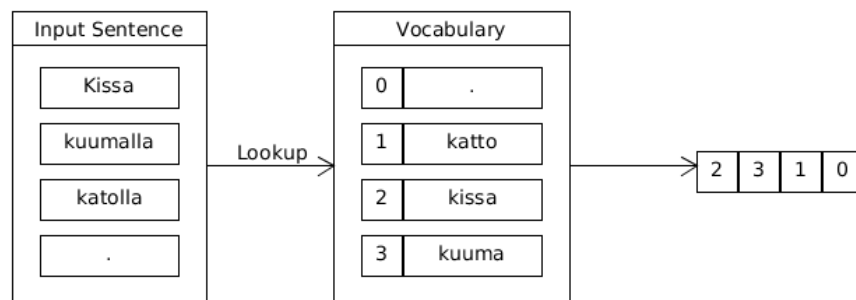 Input Sentence
Kissa
kuumalla
katolla
.
Lookup
Vocabulary
0 .
1 katto
2 kissa
3 kuuma
2 3 1 0